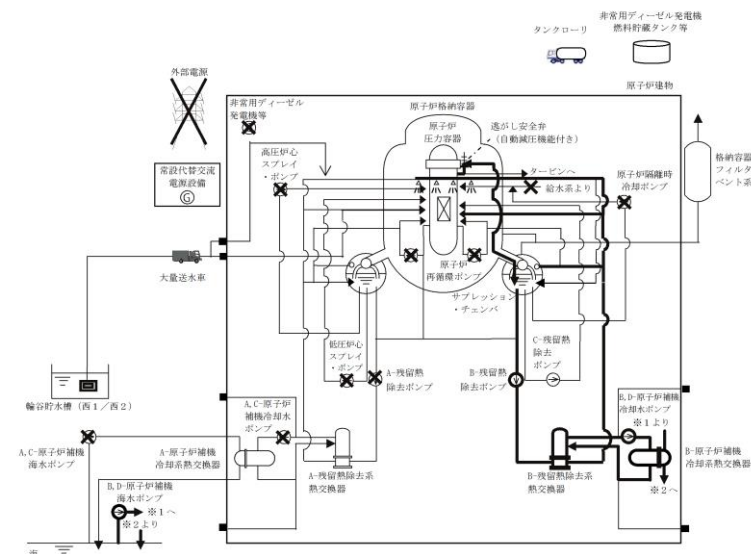 タンクローリ
非常用ディーゼル発電機
燃料貯蔵タンク等
外部電源
原子炉建物
非常用ディーゼル
発電機等
原子炉格納容器
原子炉
圧力容器
逃がし安全弁
(自動減圧機能付き)
高圧炉心
スプレイ
・ポンプ
常設代替交流
電源設備
G
タービンへ
給水系より
原子炉隔離時
冷却ポンプ
格納容器
フィルタ
ベント系
大量送水車
原子炉
再循環ポンプ
サプレッション
・チェンバ
低圧炉心
スプレイ
・ポンプ
A-残留熱
除去ポンプ
B-残留熱
除去ポンプ
C-残留熱
除去
ポンプ
輪谷貯水槽(西1/西2)
A,C-原子炉
補機冷却水
ポンプ
B,D-原子炉補機
冷却水ポンプ
※1より
A,C-原子炉補機
海水ポンプ
A-原子炉補機
冷却系熱交換器
A-残留熱除去系
熱交換器
B-残留熱除去系
熱交換器
B-原子炉補機
冷却系熱交換器
※2へ
B,D-原子炉補機
海水ポンプ
※1へ
※2より
海